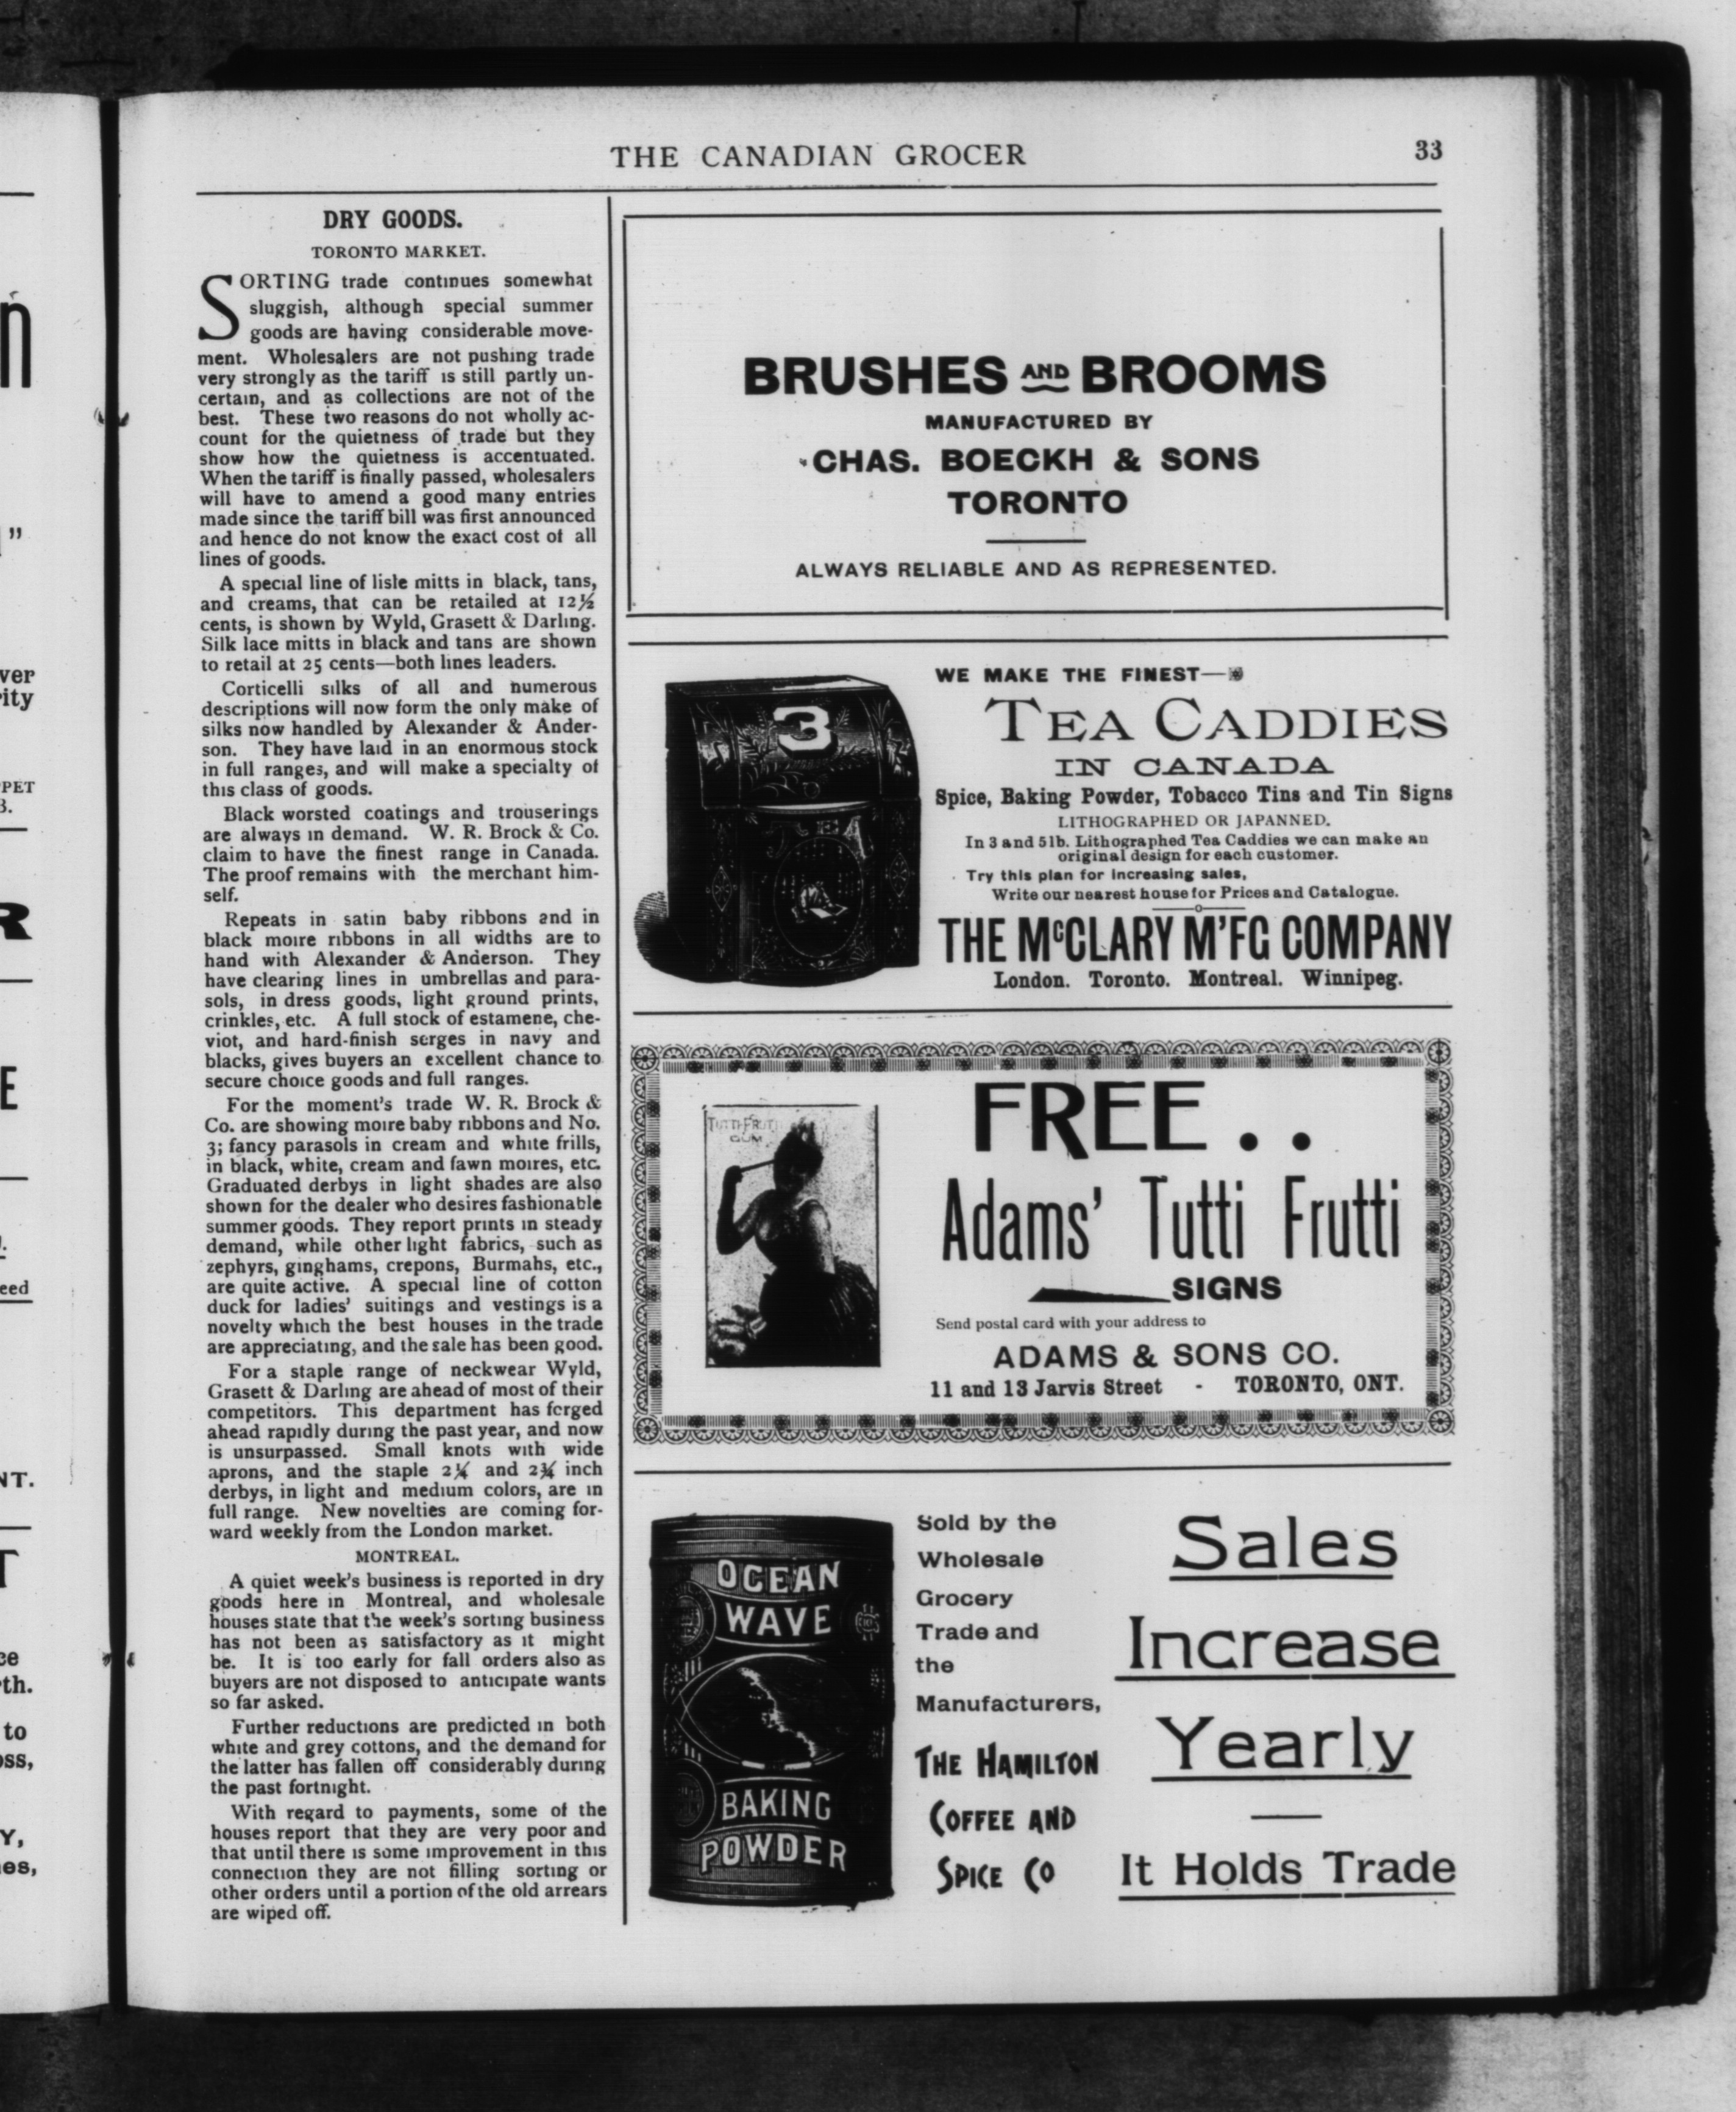 THE CANADIAN GROCER
33
DRY GOODS.
TORONTO MARKET.
SORTING trade continues somewhat
sluggish, although special summer
goods are having considerable move-
ment. Wholesalers are not pushing trade
very strongly as the tariff is still partly un-
certain, and as collections are not of the
best. These two reasons do not wholly ac-
count for the quietness of trade but they
show how the quietness is accentuated.
When the tariff is finally passed, wholesalers
will have to amend a good many entries
made since the tariff bill was first announced
and hence do not know the exact cost of all
lines of goods.
A special line of lisle mitts in black, tans,
and creams, that can be retailed at 12½
cents, is shown by Wyld, Grasett & Darling.
Silk lace mitts in black and tans are shown
to retail at 25 cents—both lines leaders.
Corticelli silks of all and numerous
descriptions will now form the only make of
silks now handled by Alexander & Ander-
son. They have laid in an enormous stock
in full ranges, and will make a specialty of
this class of goods.
Black worsted coatings and trouserings
are always in demand. W. R. Brock & Co.
claim to have the finest range in Canada.
The proof remains with the merchant him-
self.
Repeats in satin baby ribbons and in
black moire ribbons in all widths are to
hand with Alexander & Anderson. They
have clearing lines in umbrellas and para-
sols, in dress goods, light ground prints,
crinkles, etc. A full stock of estamene, che-
viot, and hard-finish serges in navy and
blacks, gives buyers an excellent chance to
secure choice goods and full ranges.
For the moment's trade W. R. Brock &
Co. are showing moire baby ribbons and No.
3; fancy parasols in cream and white frills,
in black, white, cream and fawn moires, etc.
Graduated derbys in light shades are also
shown for the dealer who desires fashionable
summer goods. They report prints in steady
demand, while other light fabrics, such as
zephyrs, ginghams, crepons, Burmahs, etc.,
are quite active. A special line of cotton
duck for ladies' suitings and vestings is a
novelty which the best houses in the trade
are appreciating, and the sale has been good.
For a staple range of neckwear Wyld,
Grasett & Darling are ahead of most of their
competitors. This department has forged
ahead rapidly during the past year, and now
is unsurpassed. Small knots with wide
aprons, and the staple 2¼ and 2¾ inch
derbys, in light and medium colors, are in
full range. New novelties are coming for-
ward weekly from the London market.
MONTREAL.
A quiet week's business is reported in dry
goods here in Montreal, and wholesale
houses state that the week's sorting business
has not been as satisfactory as it might
be. It is too early for fall orders also as
buyers are not disposed to anticipate wants
so far asked.
Further reductions are predicted in both
white and grey cottons, and the demand for
the latter has fallen off considerably during
the past fortnight.
With regard to payments, some of the
houses report that they are very poor and
that until there is some improvement in this
connection they are not filling sorting or
other orders until a portion of the old arrears
are wiped off.
BRUSHES AND BROOMS
MANUFACTURED BY
CHAS. BOECKH & SONS
TORONTO
ALWAYS RELIABLE AND AS REPRESENTED.
3
TEA
WE MAKE THE FINEST—
TEA CADDIES
IN CANADA
Spice, Baking Powder, Tobacco Tins and Tin Signs
LITHOGRAPHED OR JAPANNED.
In 3 and 5lb. Lithographed Tea Caddies we can make an
original design for each customer.
Try this plan for increasing sales,
Write our nearest house for Prices and Catalogue.
THE McCLARY M'FG COMPANY
London. Toronto. Montreal. Winnipeg.
TUTTI-FRUTTI
GUM
FREE . .
Adams' Tutti Frutti
SIGNS
Send postal card with your address to
ADAMS & SONS CO.
11 and 13 Jarvis Street - TORONTO, ONT.
OCEAN
WAVE
BAKING
POWDER
Sold by the
Wholesale
Grocery
Trade and
the
Manufacturers,
THE HAMILTON
COFFEE AND
SPICE CO
Sales
Increase
Yearly
It Holds Trade